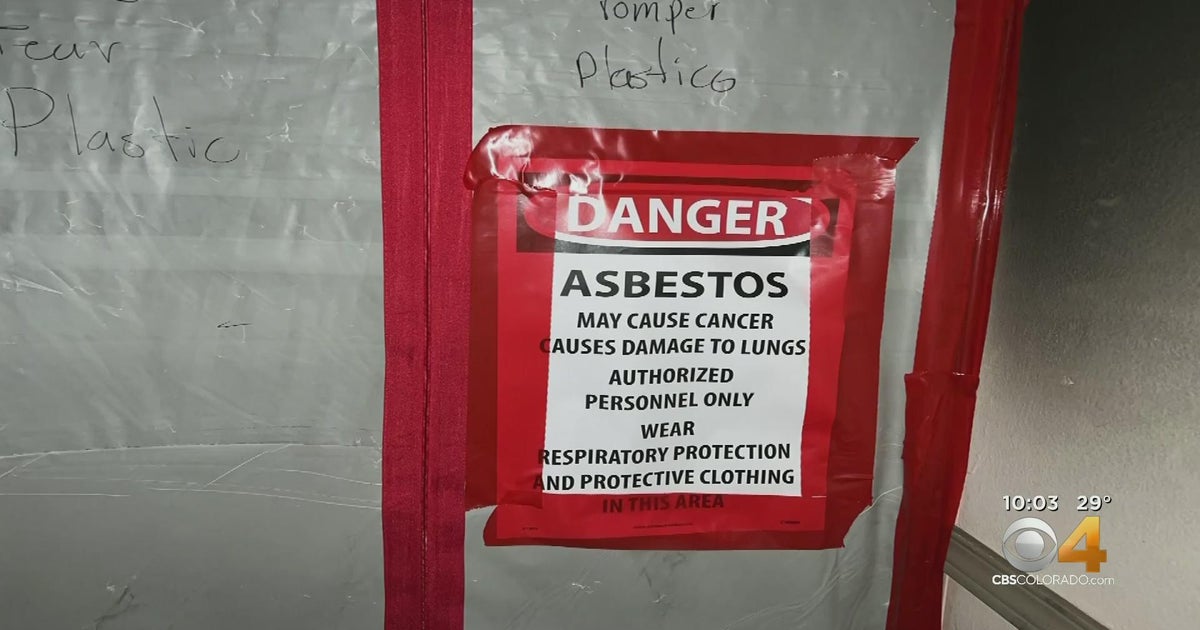 Tear
Plastic
romper
Plastico
DANGER
ASBESTOS
MAY CAUSE CANCER
CAUSES DAMAGE TO LUNGS
AUTHORIZED
PERSONNEL ONLY
WEAR
RESPIRATORY PROTECTION
AND PROTECTIVE CLOTHING
IN THIS AREA
10:03 29°
4
CBSCOLORADO.COM